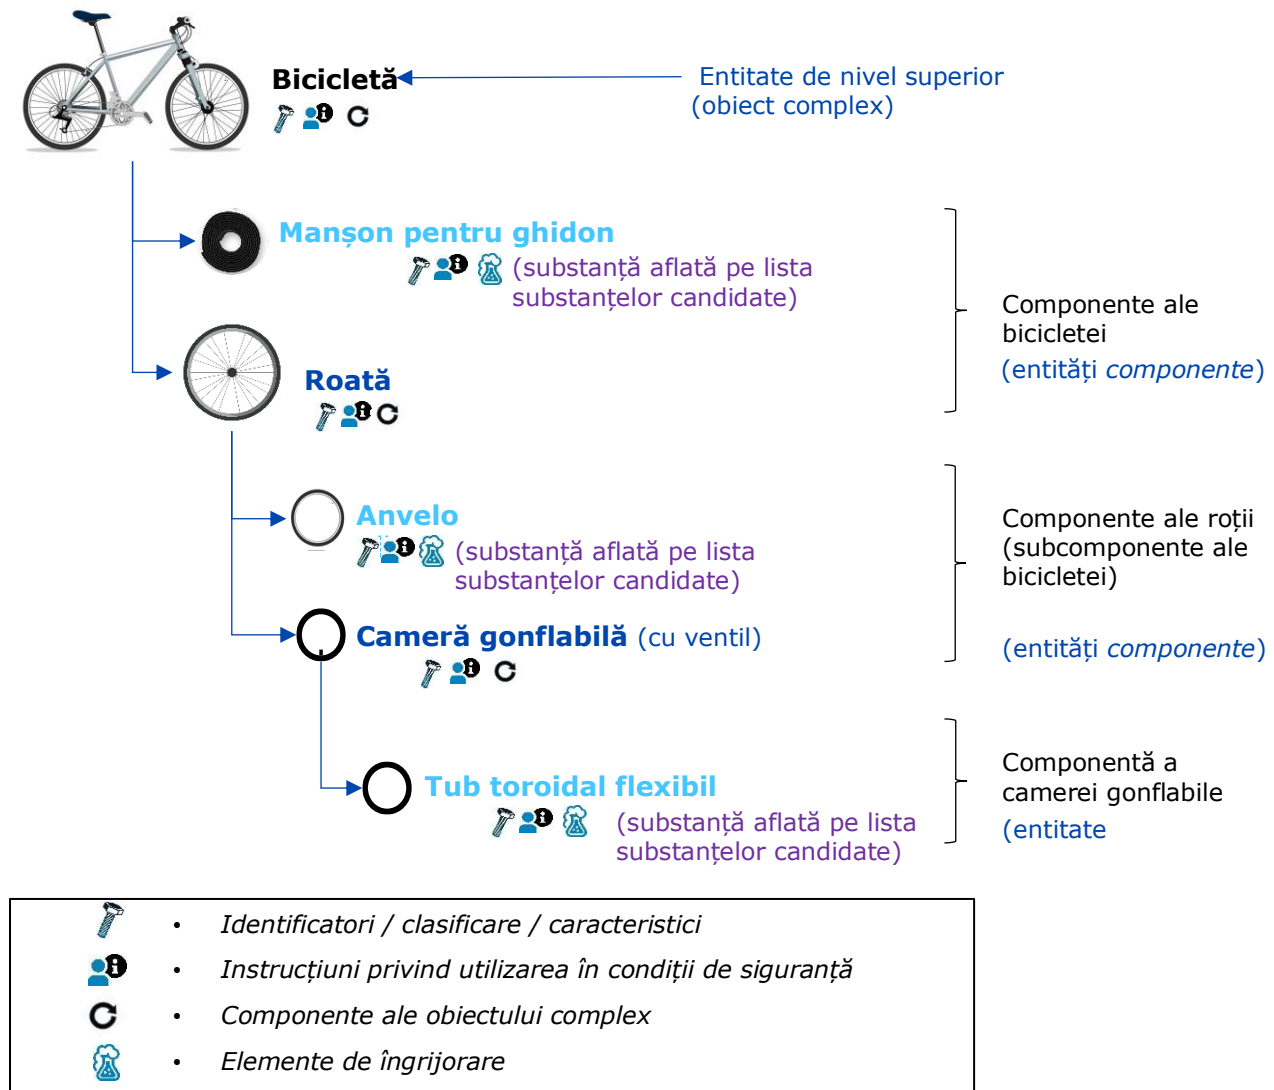 Bicicletă
Entitate de nivel superior
(obiect complex)
Manșon pentru ghidon
(substanță aflată pe lista
substanțelor candidate)
Componente ale
bicicletei
(entități componente)
Roată
Anvelo
(substanță aflată pe lista
substanțelor candidate)
Componente ale roții
(subcomponente ale
bicicletei)
(entități componente)
Cameră gonflabilă (cu ventil)
Tub toroidal flexibil
(substanță aflată pe lista
substanțelor candidate)
Componentă a
camerei gonflabile
(entitate
• Identificatori / clasificare / caracteristici
• Instrucțiuni privind utilizarea în condiții de siguranță
• Componente ale obiectului complex
• Elemente de îngrijorare